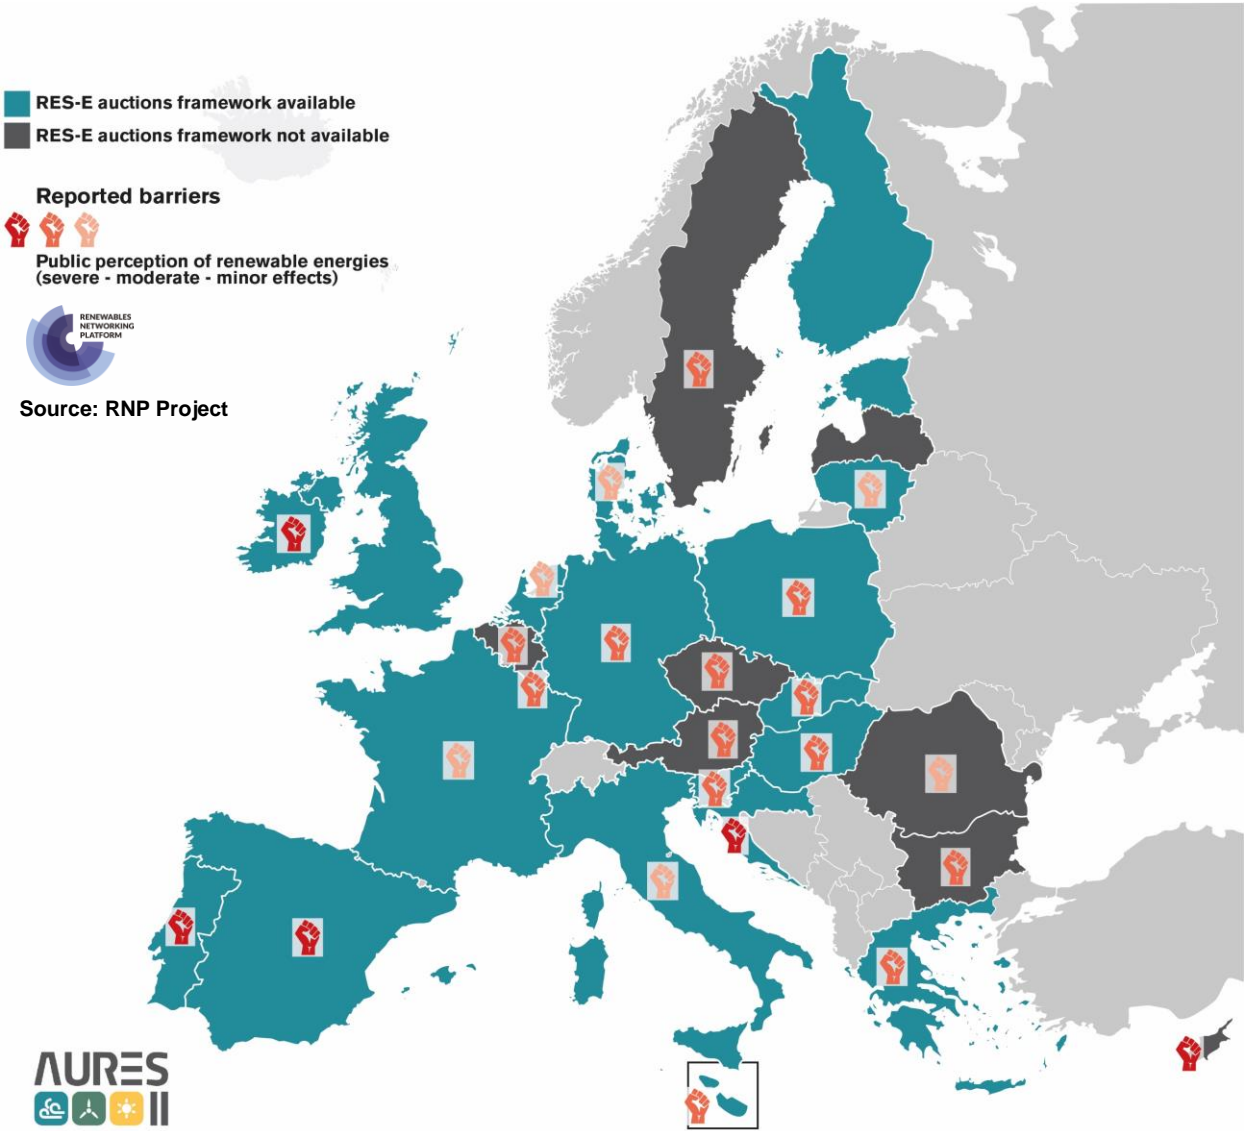 RES-E auctions framework available
RES-E auctions framework not available
Reported barriers
Public perception of renewable energies
(severe - moderate - minor effects)
RENEWABLES
NETWORKING
PLATFORM
Source: RNP Project
AURES
II